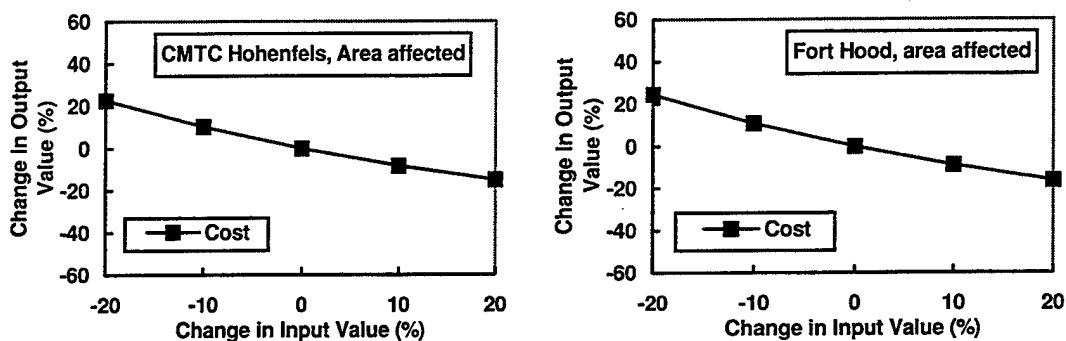 60
40
20
0
-20
-40
-60
Change In Output
Value (%)
CMTC Hohenfels, Area affected
Cost
-20 -10 0 10 20
Change in Input Value (%)
60
40
20
0
-20
-40
-60
Change In Output
Value (%)
Fort Hood, area affected
Cost
-20 -10 0 10 20
Change in Input Value (%)